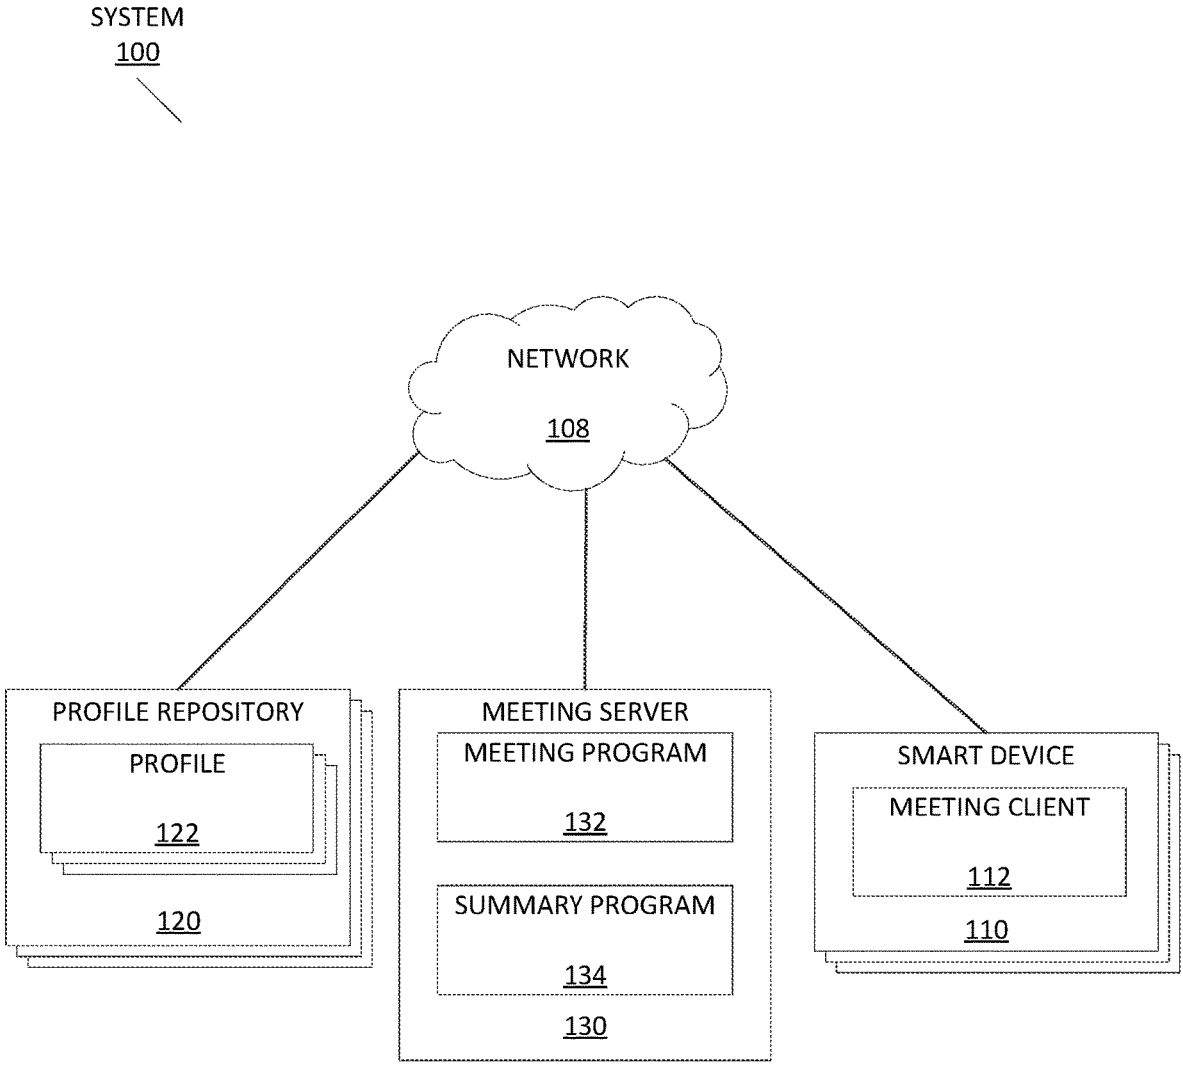 SYSTEM
100
NETWORK
108
PROFILE REPOSITORY
PROFILE
122
120
MEETING SERVER
MEETING PROGRAM
132
SUMMARY PROGRAM
134
130
SMART DEVICE
MEETING CLIENT
112
110